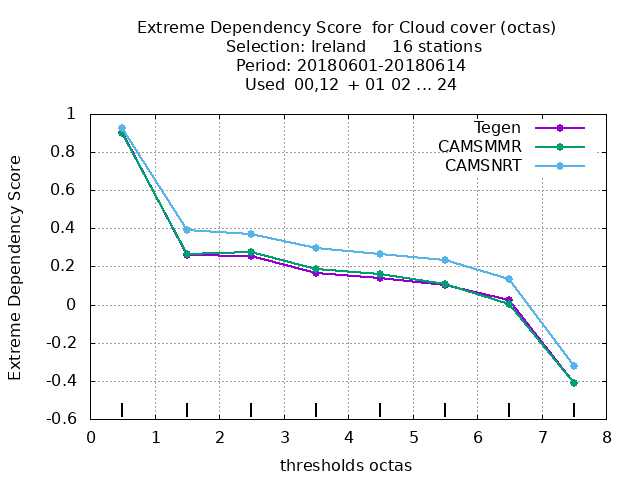 Extreme Dependency Score  for Cloud cover (octas)
Selection: Ireland     16 stations
Period: 20180601-20180614
Used  00,12  + 01 02 ... 24
Tegen
CAMSMMR
CAMSNRT
1
0.8
0.6
0.4
0.2
0
-0.2
-0.4
-0.6
Extreme Dependency Score
0 1 2 3 4 5 6 7 8
thresholds octas